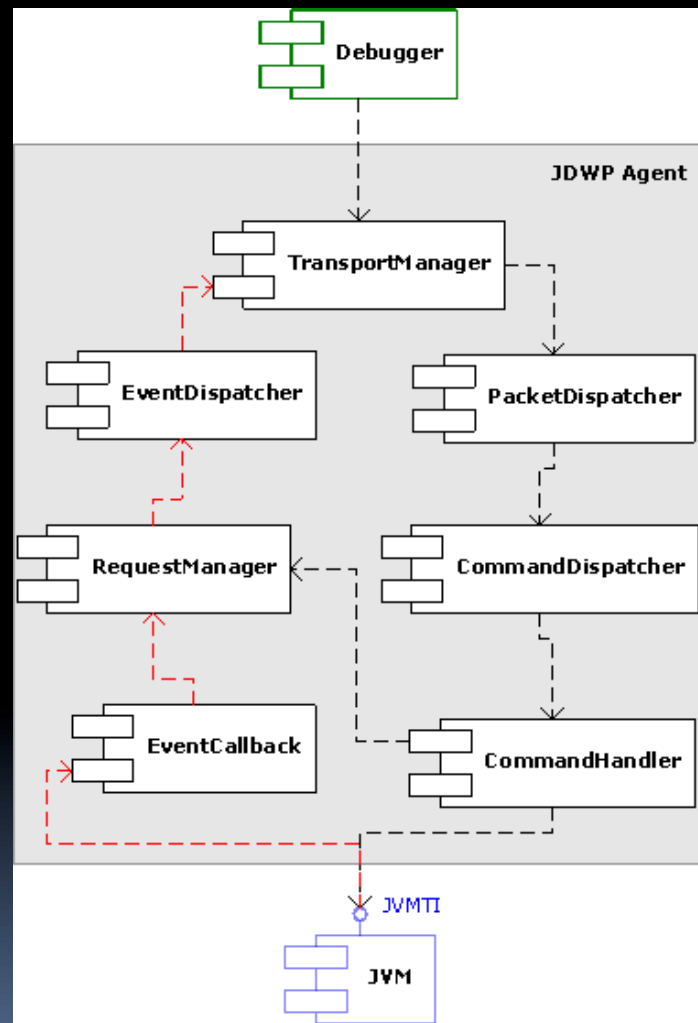 Debugger
JDWP Agent
TransportManager
EventDispatcher
PacketDispatcher
RequestManager
CommandDispatcher
EventCallback
CommandHandler
JVMTI
JVM